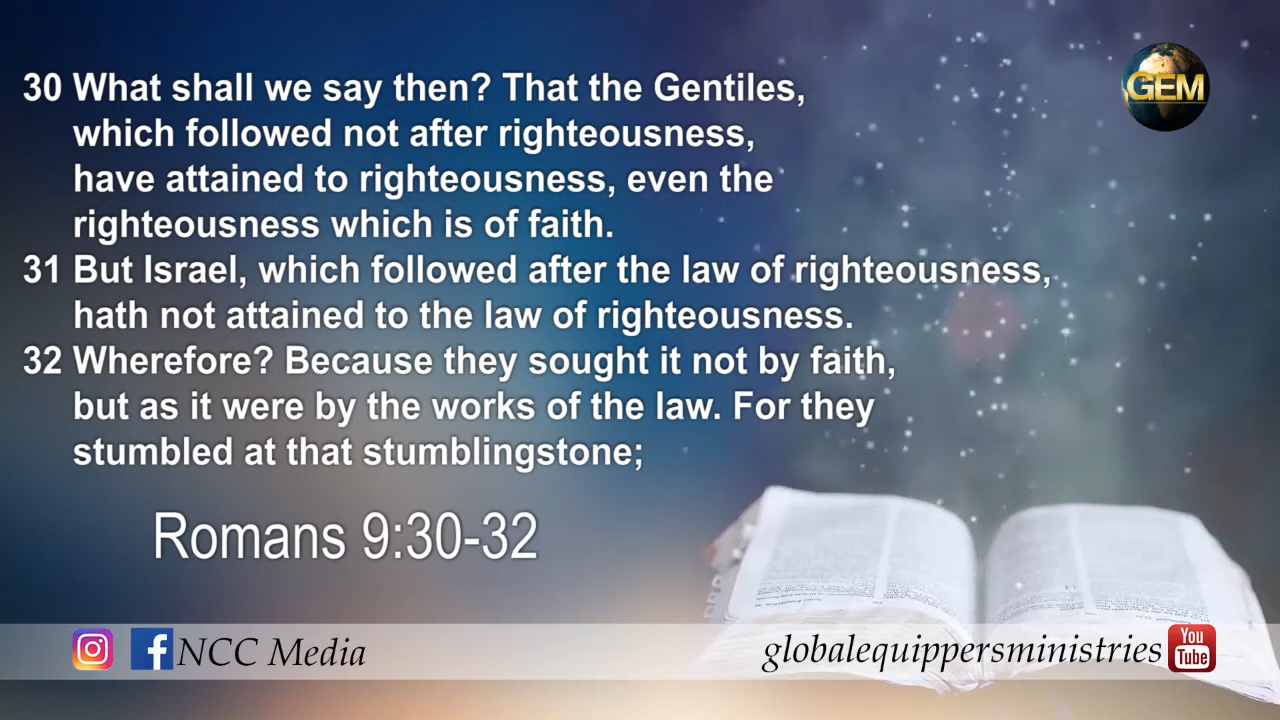 GEM
30 What shall we say then? That the Gentiles,
which followed not after righteousness,
have attained to righteousness, even the
righteousness which is of faith.
31 But Israel, which followed after the law of righteousness,
hath not attained to the law of righteousness.
32 Wherefore? Because they sought it not by faith,
but as it were by the works of the law. For they
stumbled at that stumblingstone;
Romans 9:30-32
NCC Media
globalequippersministries
You
Tube